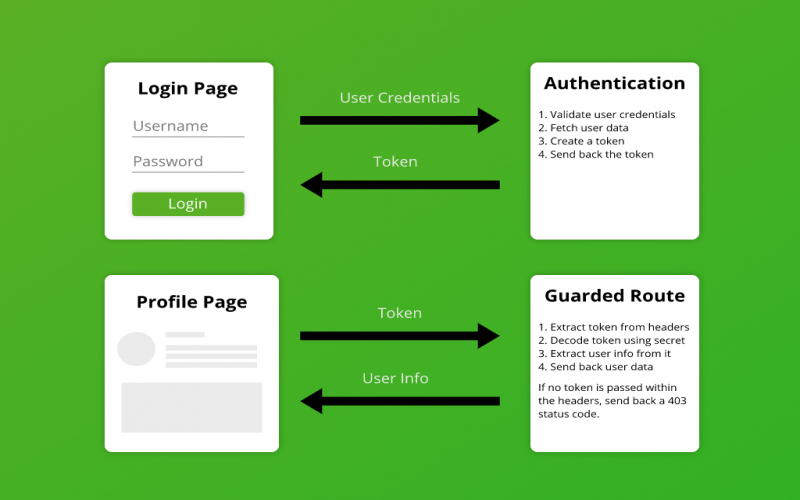 Login Page
Username
Password
Login
User Credentials
Token
Authentication
1. Validate user credentials
2. Fetch user data
3. Create a token
4. Send back the token
Profile Page
Token
User Info
Guarded Route
1. Extract token from headers
2. Decode token using secret
3. Extract user info from it
4. Send back user data
If no token is passed within
the headers, send back a 403
status code.